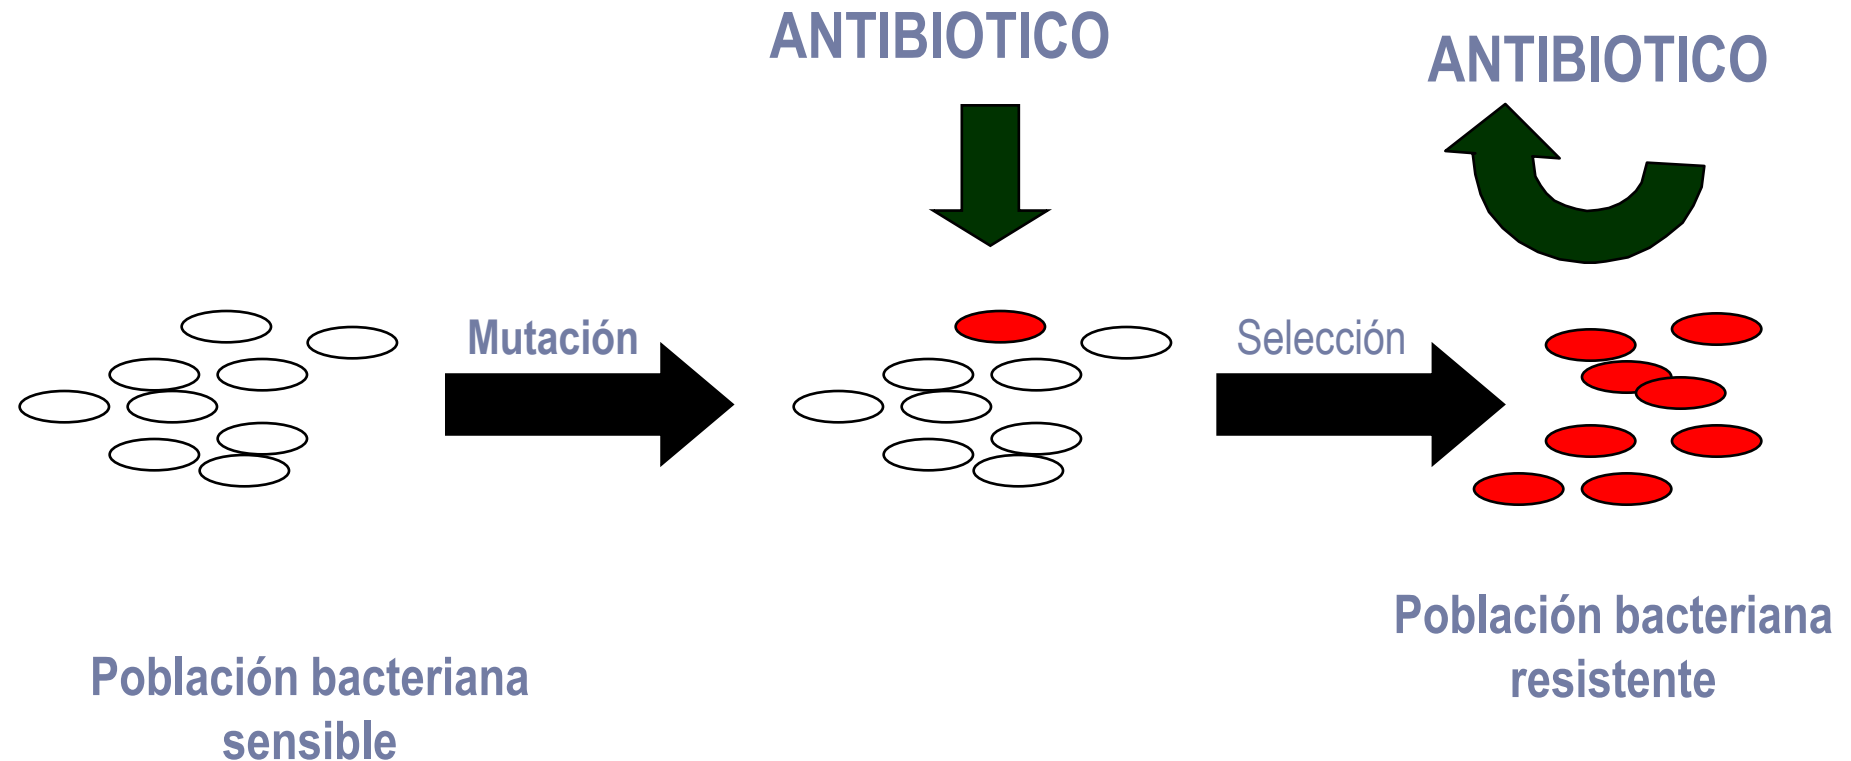 ANTIBIOTICO
ANTIBIOTICO
Mutación
Selección
Población bacteriana
sensible
Población bacteriana
resistente